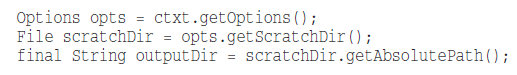 Options opts = ctxt.getOptions();
File scratchDir = opts.getScratchDir();
final String outputDir = scratchDir.getAbsolutePath();